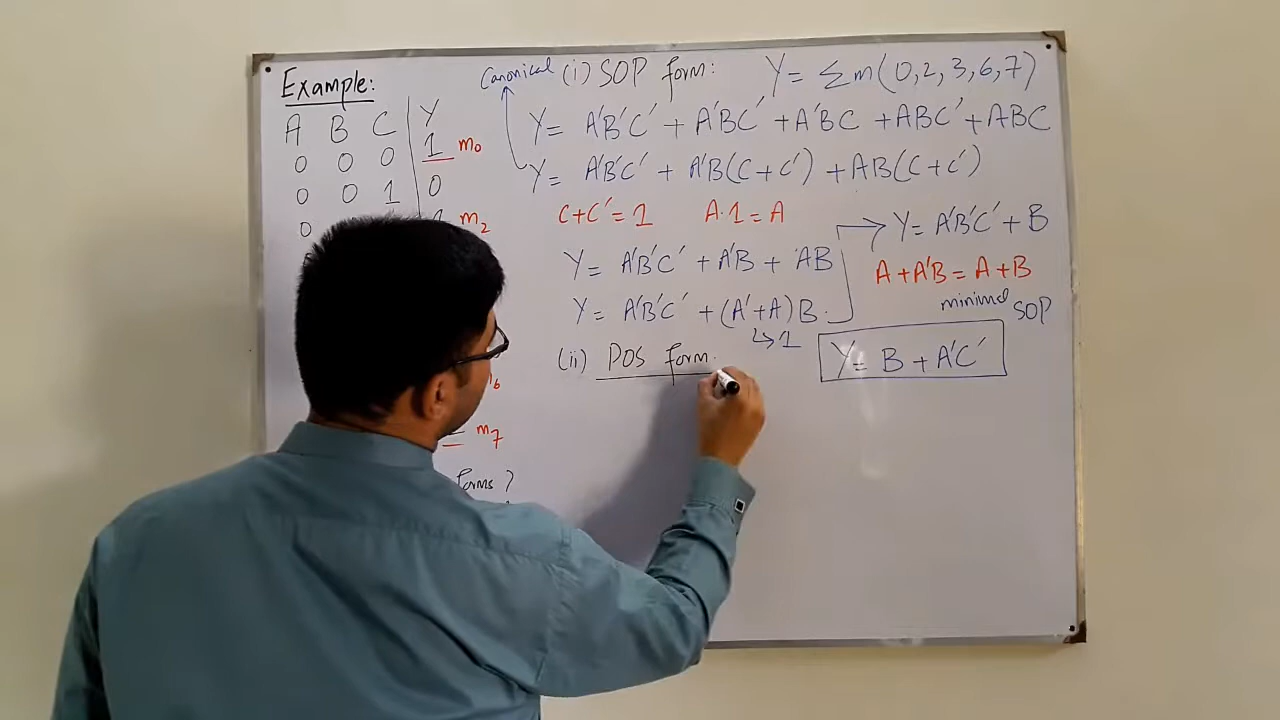 Example:
A B C Y
0 0 0 1 m₀
0 0 1 0
0 m₂
m₇
forms ?
Canonical (i) SOP form: Y = Σm(0,2,3,6,7)
Y = A'B'C' + A'BC' + A'BC + ABC' + ABC
Y = A'B'C' + A'B(C+C') + AB(C+C')
C+C' = 1 A·1 = A
Y = A'B'C' + A'B + AB
Y = A'B'C' + (A'+A)B
↳1
Y = A'B'C' + B
A + A'B = A + B
minimal SOP
Y = B + A'C'
(ii) POS form: